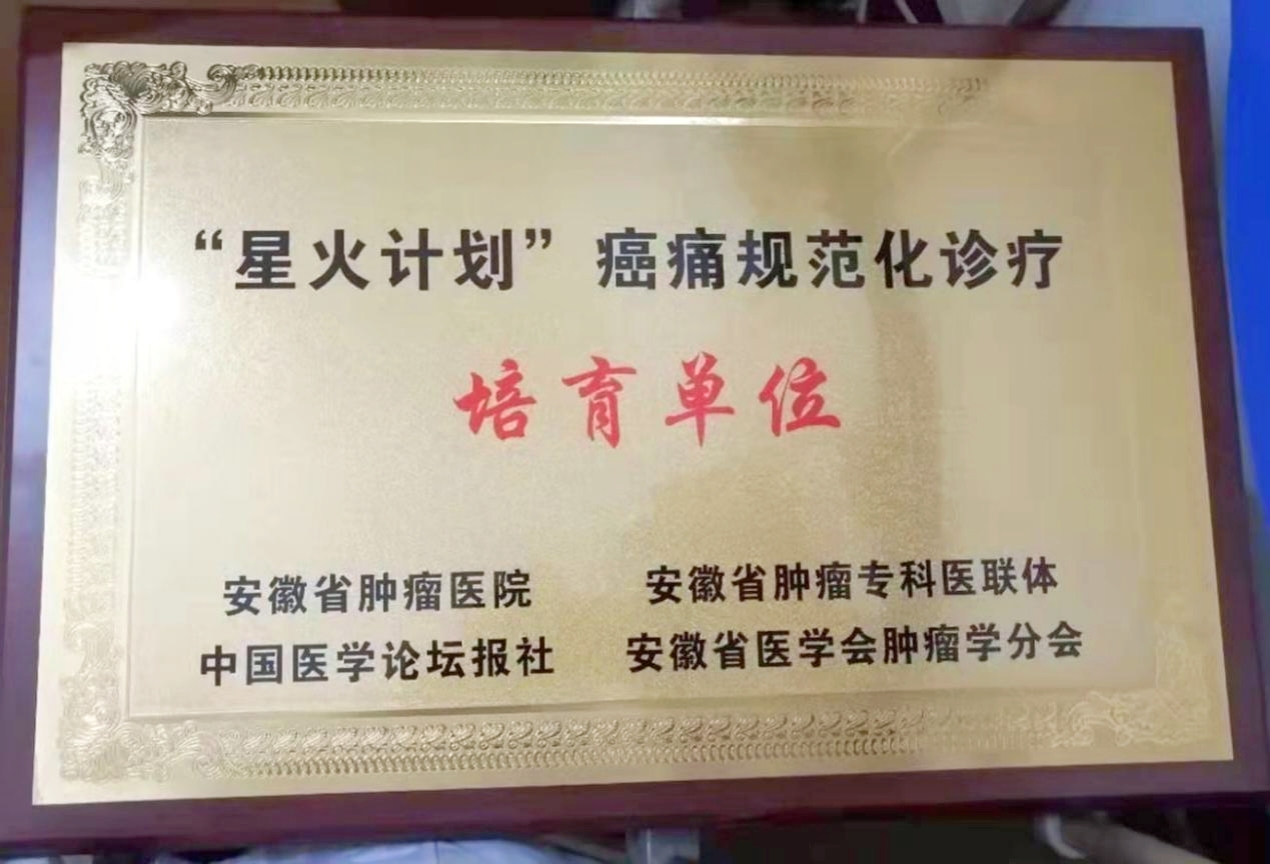 “星火计划”癌痛规范化诊疗
培育单位
安徽省肿瘤医院 安徽省肿瘤专科医联体
中国医学论坛报社 安徽省医学会肿瘤学分会